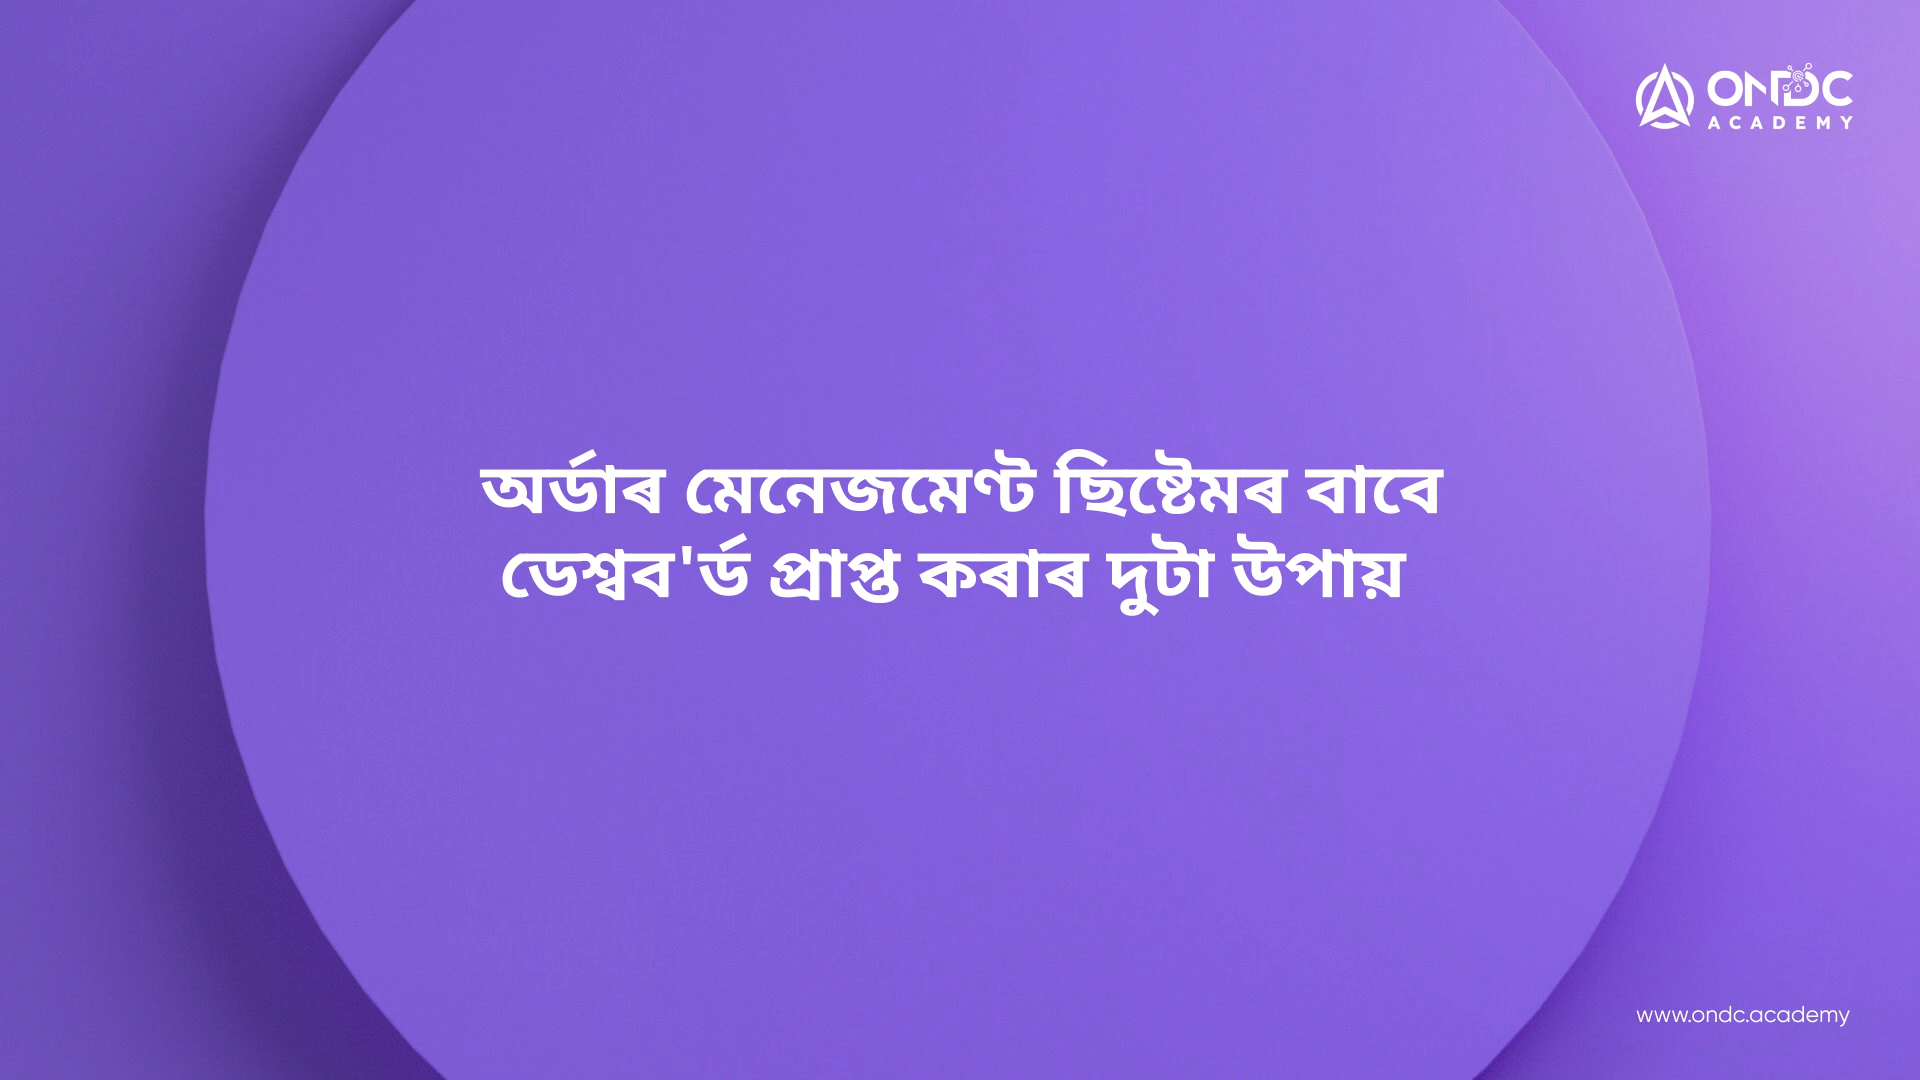 ONDC
ACADEMY
অৰ্ডাৰ মেনেজমেণ্ট ছিষ্টেমৰ বাবে
ডেশ্বব'ৰ্ড প্ৰাপ্ত কৰাৰ দুটা উপায়
www.ondc.academy